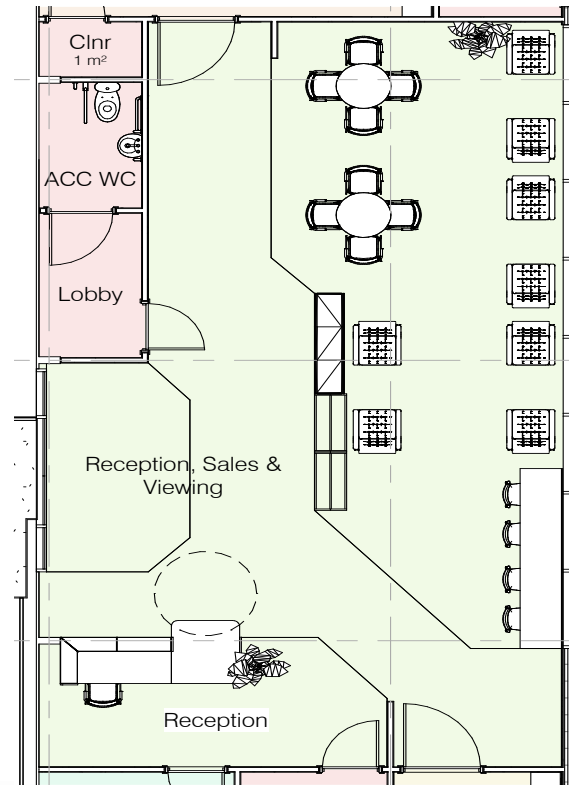 Clnr
1 m²
ACC WC
Lobby
Reception, Sales &
Viewing
Reception